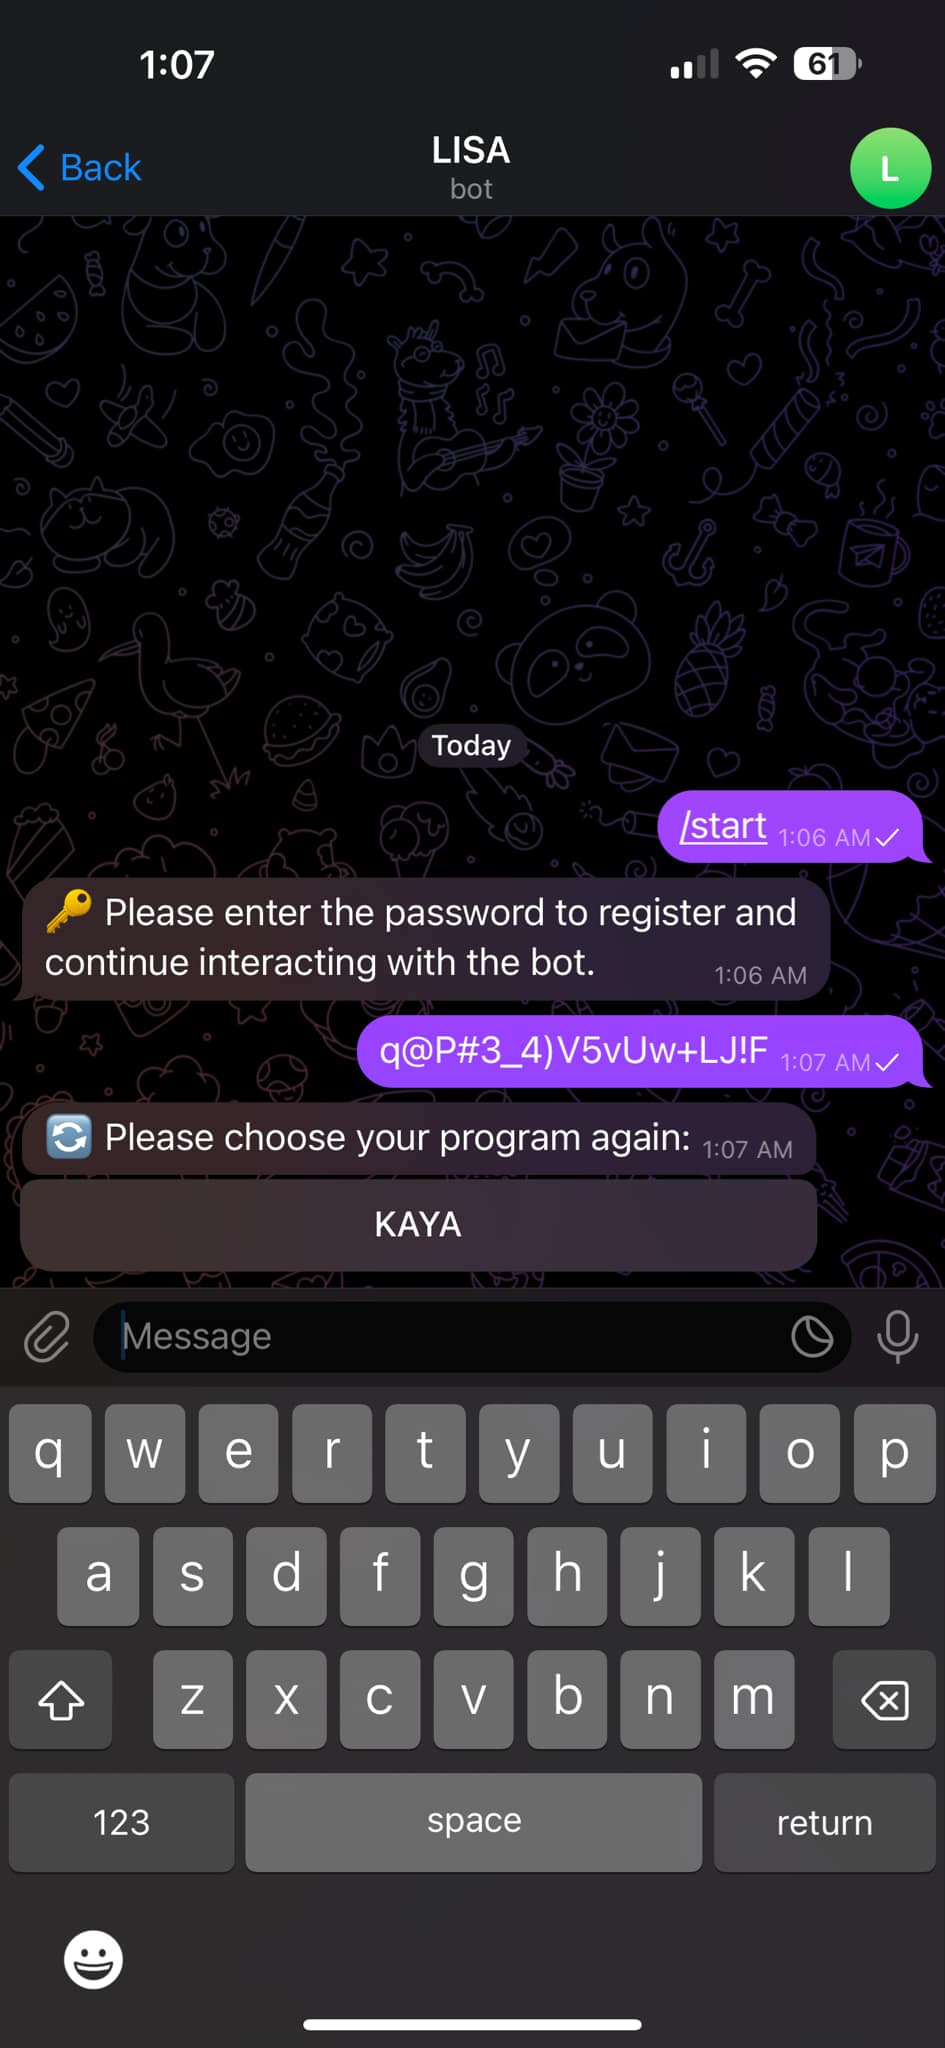 1:07
61
Back
LISA
bot
L
Today
/start 1:06 AM
🔑 Please enter the password to register and
continue interacting with the bot. 1:06 AM
q@P#3_4)V5vUw+LJ!F 1:07 AM
🔄 Please choose your program again: 1:07 AM
KAYA
Message
q w e r t y u i o p
a s d f g h j k l
z x c v b n m
123 space return